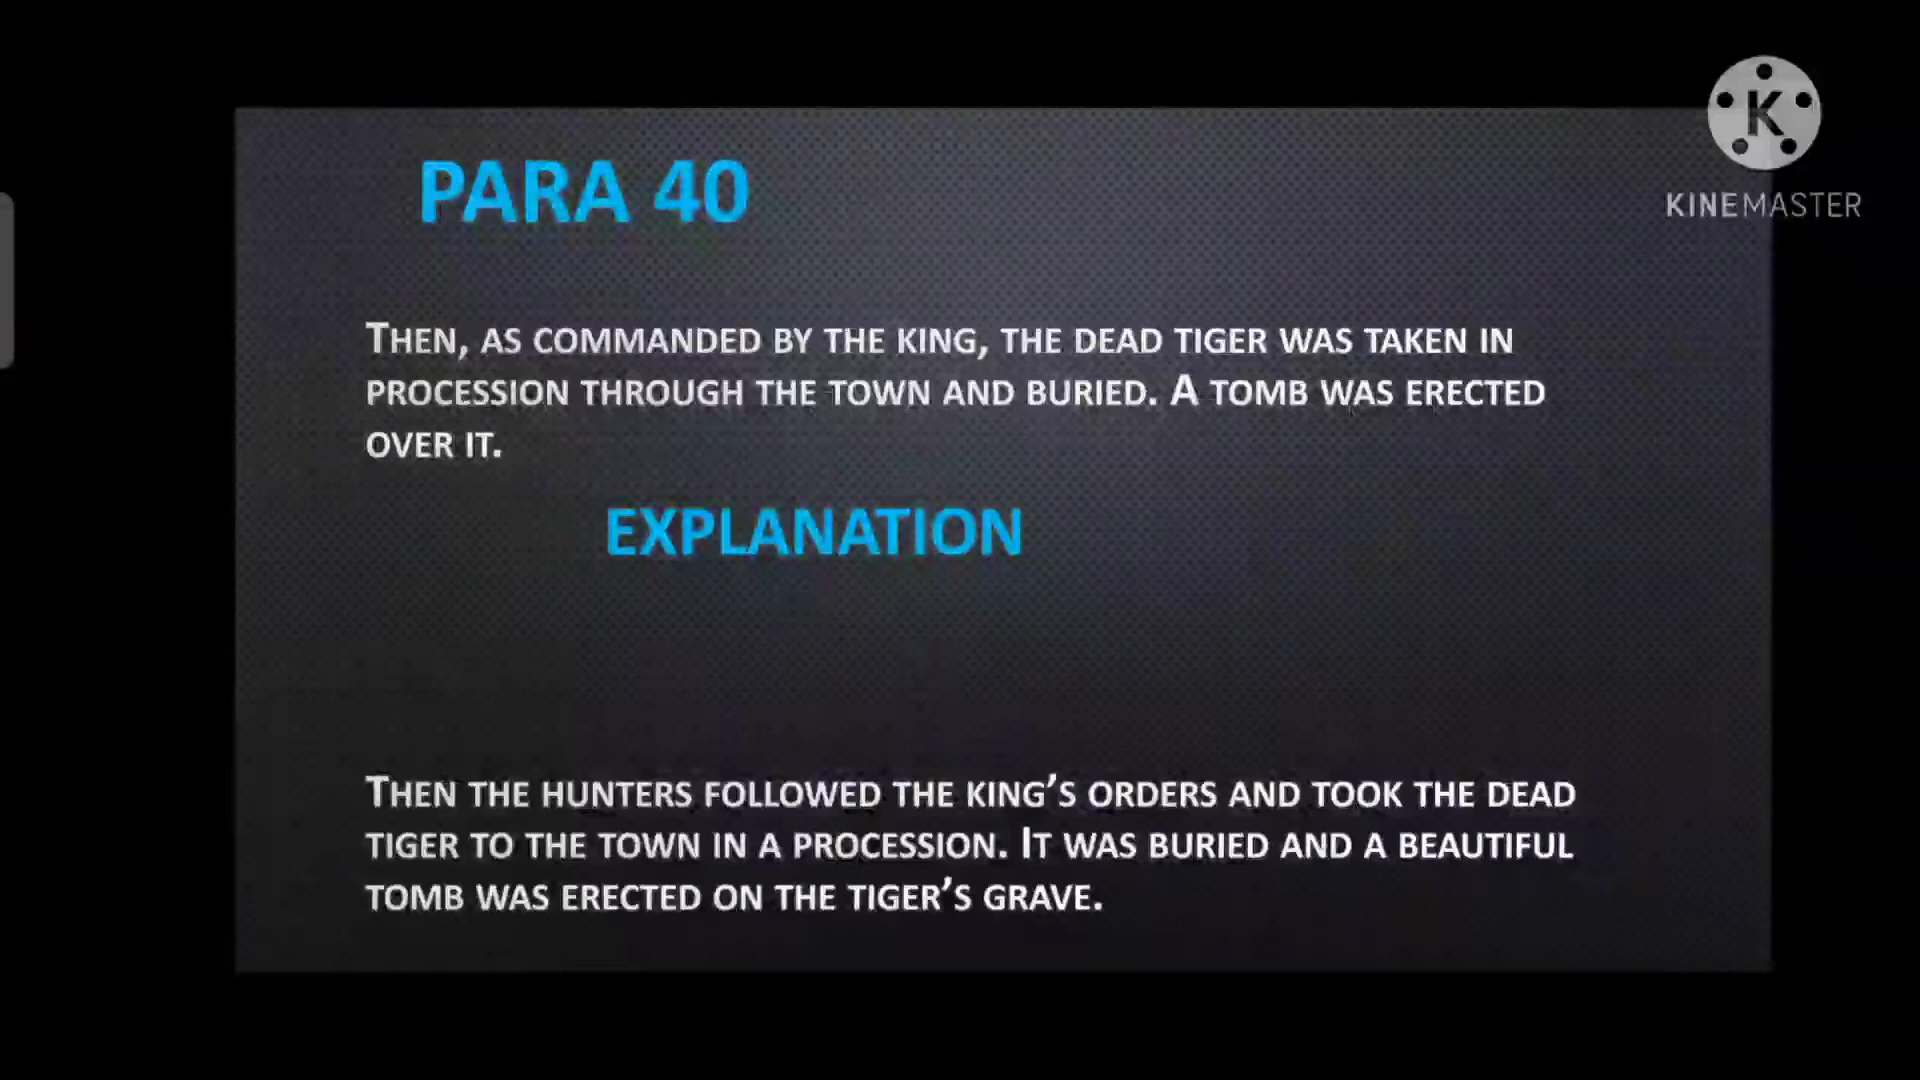 K
KINEMASTER
PARA 40
THEN, AS COMMANDED BY THE KING, THE DEAD TIGER WAS TAKEN IN
PROCESSION THROUGH THE TOWN AND BURIED. A TOMB WAS ERECTED
OVER IT.
EXPLANATION
THEN THE HUNTERS FOLLOWED THE KING'S ORDERS AND TOOK THE DEAD
TIGER TO THE TOWN IN A PROCESSION. IT WAS BURIED AND A BEAUTIFUL
TOMB WAS ERECTED ON THE TIGER'S GRAVE.